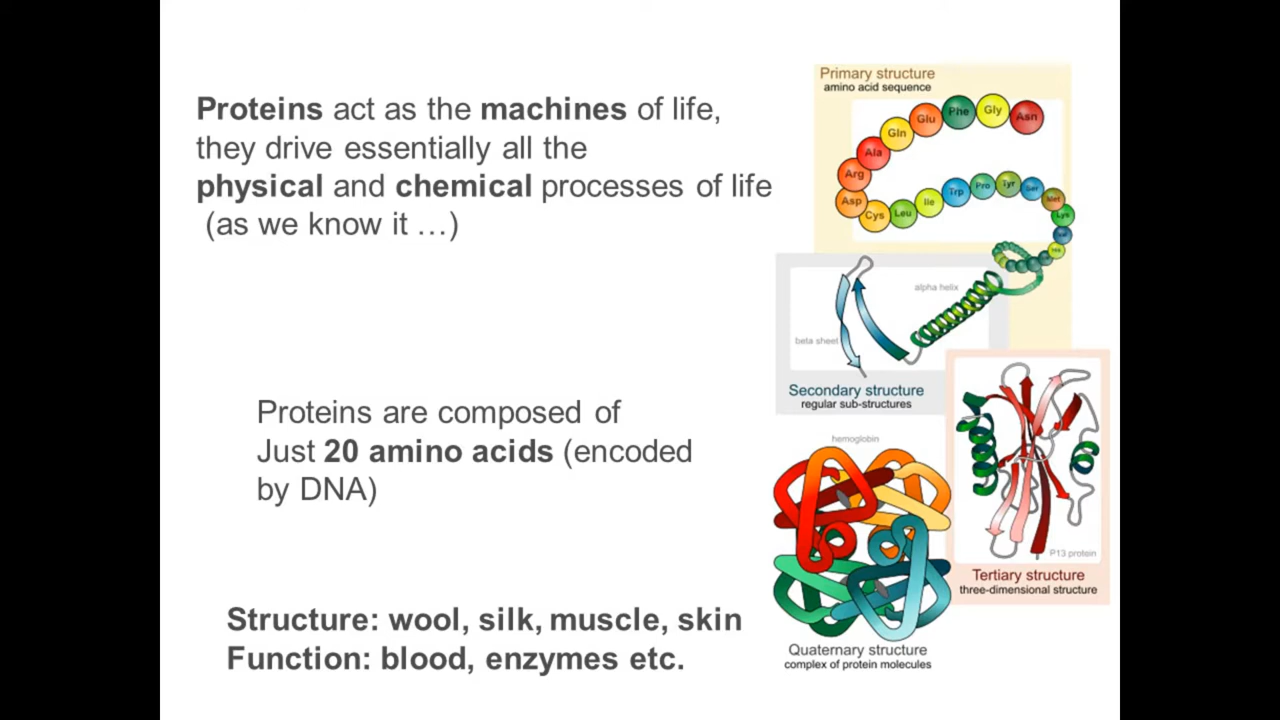 Proteins act as the machines of life,
they drive essentially all the
physical and chemical processes of life
(as we know it …)
Proteins are composed of
Just 20 amino acids (encoded
by DNA)
Structure: wool, silk, muscle, skin
Function: blood, enzymes etc.
Primary structure
amino acid sequence
Asn
Gly
Phe
Glu
Gln
Ala
Arg
Asp
Cys
Leu
Ile
Trp
Pro
Tyr
Ser
Met
Lys
alpha helix
beta sheet
Secondary structure
regular sub-structures
P13 protein
Tertiary structure
three-dimensional structure
hemoglobin
Quaternary structure
complex of protein molecules